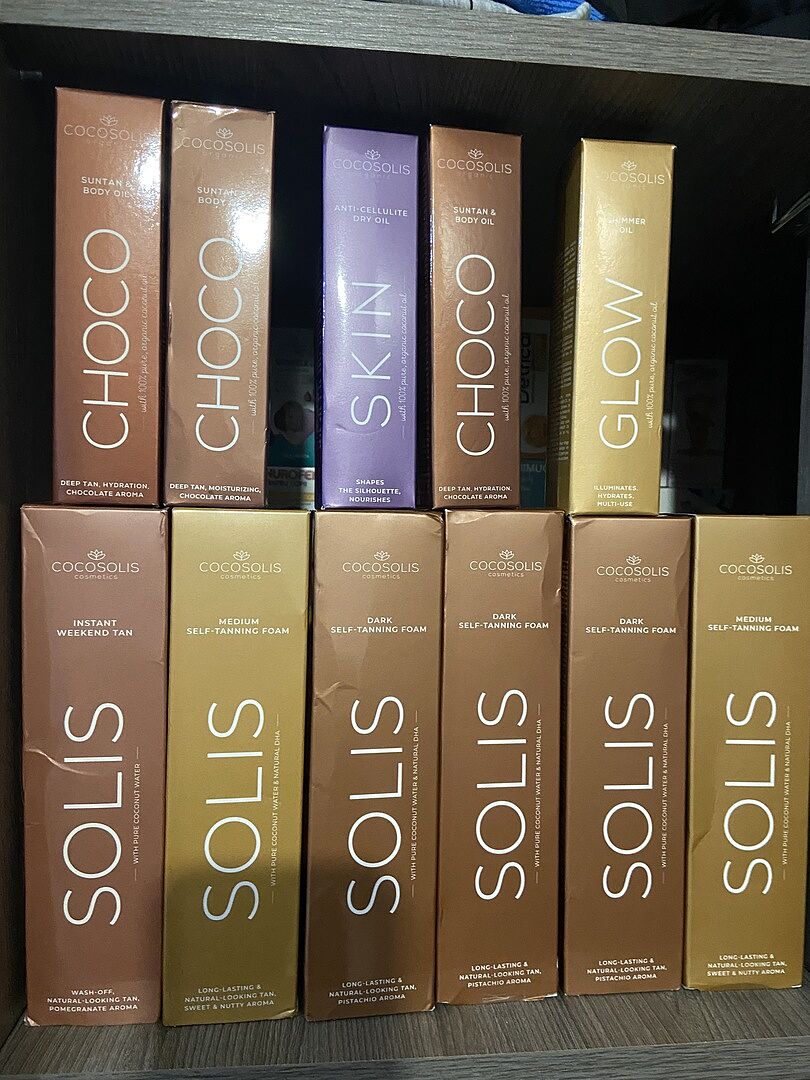 COCOSOLIS
organic
SUNTAN &
BODY OIL
CHOCO
with 100% pure, organic coconut oil
DEEP TAN, HYDRATION,
CHOCOLATE AROMA
COCOSOLIS
organic
SUNTAN &
BODY
CHOCO
with 100% pure, organic coconut oil
DEEP TAN, MOISTURIZING,
CHOCOLATE AROMA
COCOSOLIS
organic
ANTI-CELLULITE
DRY OIL
SKIN
with 100% pure, organic coconut oil
SHAPES
THE SILHOUETTE,
NOURISHES
COCOSOLIS
organic
SUNTAN &
BODY OIL
CHOCO
with 100% pure, organic coconut oil
DEEP TAN, HYDRATION,
CHOCOLATE AROMA
COCOSOLIS
organic
SHIMMER
OIL
GLOW
with 100% pure, organic coconut oil
ILLUMINATES,
HYDRATES,
MULTI-USE
COCOSOLIS
cosmetics
INSTANT
WEEKEND TAN
SOLIS
WITH PURE COCONUT WATER
WASH-OFF,
NATURAL-LOOKING TAN,
POMEGRANATE AROMA
COCOSOLIS
cosmetics
MEDIUM
SELF-TANNING FOAM
SOLIS
WITH PURE COCONUT WATER & NATURAL DHA
LONG-LASTING &
NATURAL-LOOKING TAN,
SWEET & NUTTY AROMA
COCOSOLIS
cosmetics
DARK
SELF-TANNING FOAM
SOLIS
WITH PURE COCONUT WATER & NATURAL DHA
LONG-LASTING &
NATURAL-LOOKING TAN,
PISTACHIO AROMA
COCOSOLIS
cosmetics
DARK
SELF-TANNING FOAM
SOLIS
WITH PURE COCONUT WATER & NATURAL DHA
LONG-LASTING &
NATURAL-LOOKING TAN,
PISTACHIO AROMA
COCOSOLIS
cosmetics
DARK
SELF-TANNING FOAM
SOLIS
WITH PURE COCONUT WATER & NATURAL DHA
LONG-LASTING &
NATURAL-LOOKING TAN,
PISTACHIO AROMA
COCOSOLIS
cosmetics
MEDIUM
SELF-TANNING FOAM
SOLIS
WITH PURE COCONUT WATER & NATURAL DHA
LONG-LASTING &
NATURAL-LOOKING TAN,
SWEET & NUTTY AROMA